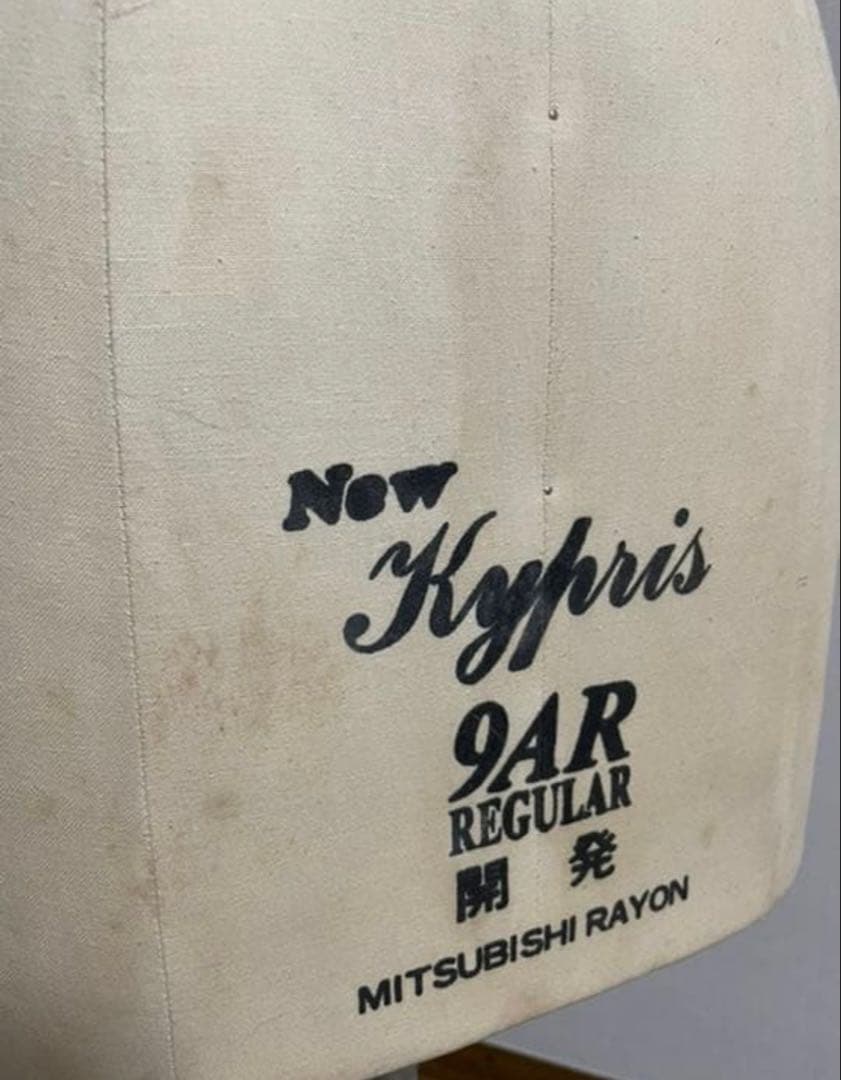 New
Kypris
9AR
REGULAR
開発
MITSUBISHI RAYON